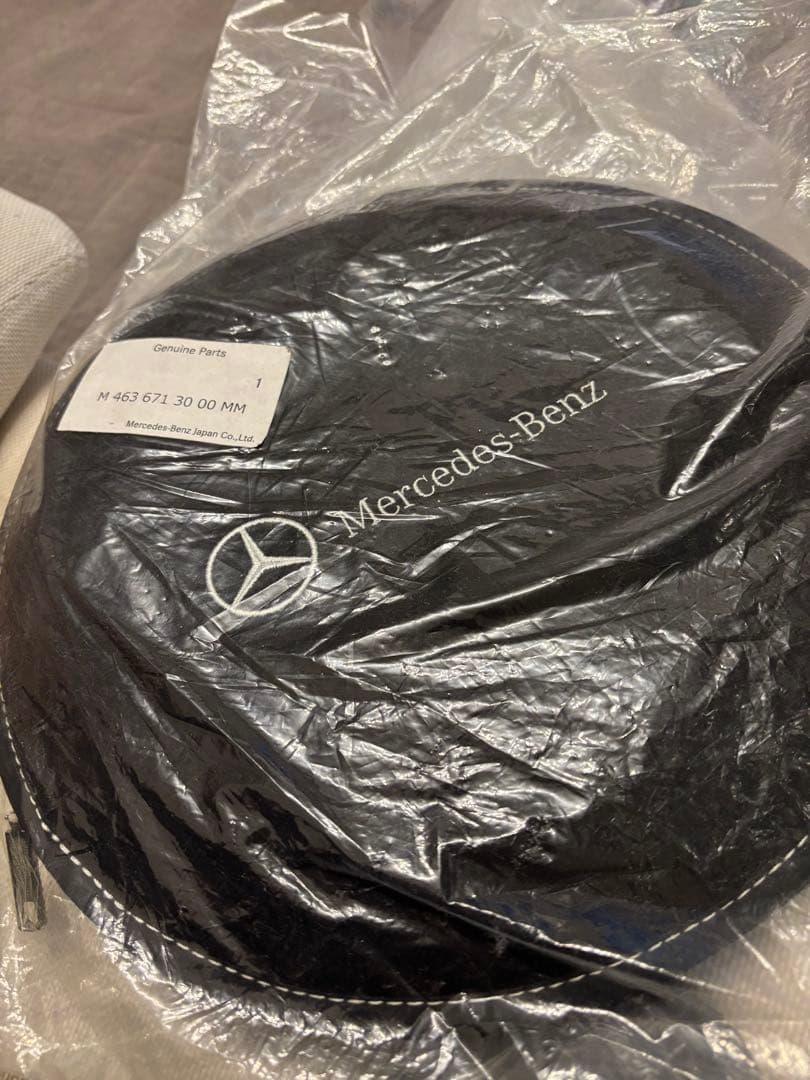 Genuine Parts
1
M 463 671 30 00 MM
Mercedes-Benz Japan Co.,Ltd.
Mercedes-Benz